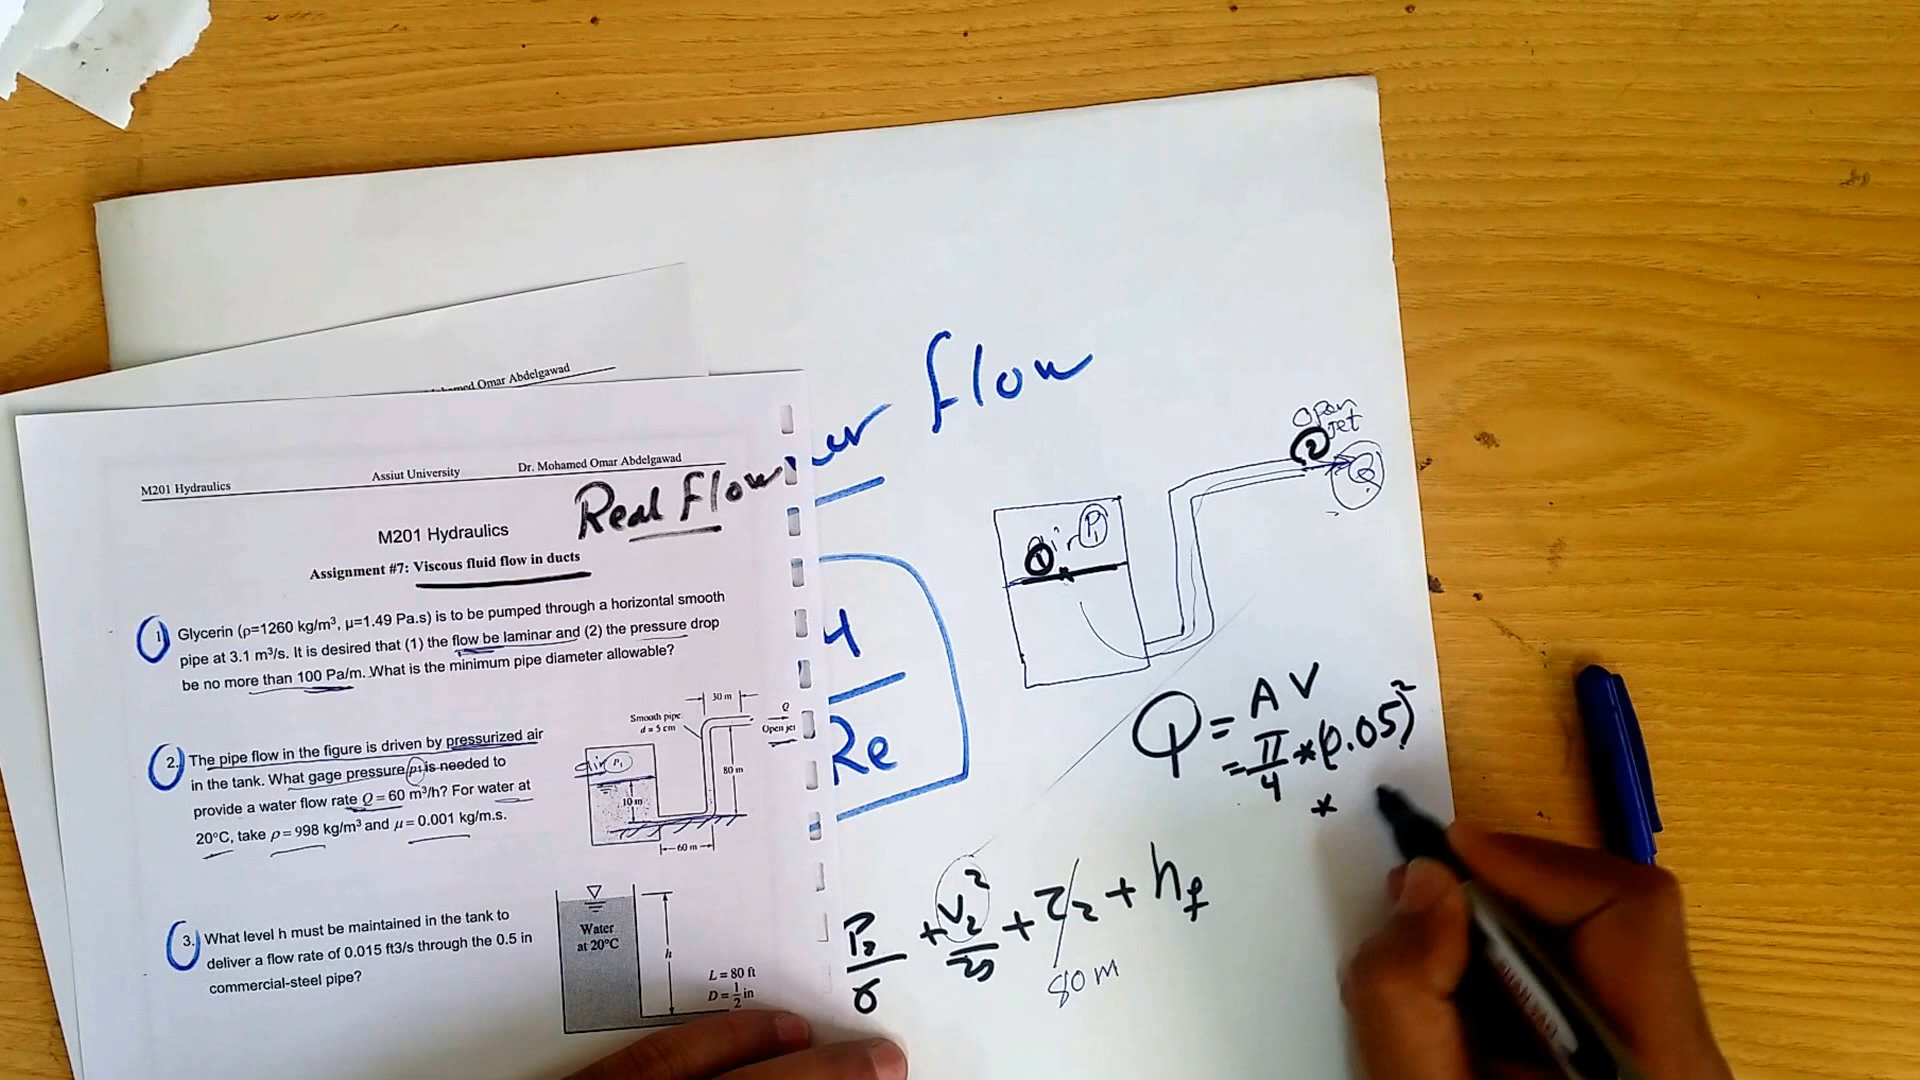 Omar Abdelgawad
M201 Hydraulics
Assiut University
Dr. Mohamed Omar Abdelgawad
Real Flow
M201 Hydraulics
Assignment #7: Viscous fluid flow in ducts
1. Glycerin (ρ=1260 kg/m³, μ=1.49 Pa.s) is to be pumped through a horizontal smooth
pipe at 3.1 m³/s. It is desired that (1) the flow be laminar and (2) the pressure drop
be no more than 100 Pa/m. What is the minimum pipe diameter allowable?
2. The pipe flow in the figure is driven by pressurized air
in the tank. What gage pressure p1 is needed to
provide a water flow rate Q = 60 m³/h? For water at
20°C, take ρ = 998 kg/m³ and μ = 0.001 kg/m.s.
30 m
Smooth pipe
d = 5 cm
Q
Open jet
air P₁
80 m
10 m
60 m
3. What level h must be maintained in the tank to
deliver a flow rate of 0.015 ft3/s through the 0.5 in
commercial-steel pipe?
Water
at 20°C
h
L = 80 ft
D = 1/2 in
flow
4
Re
open
jet
2
Q
air P₁
1
Q = A V
= π/4 * (0.05)²
*
P₂/γ + V₂²/2g + Z₂ + hf
80 m